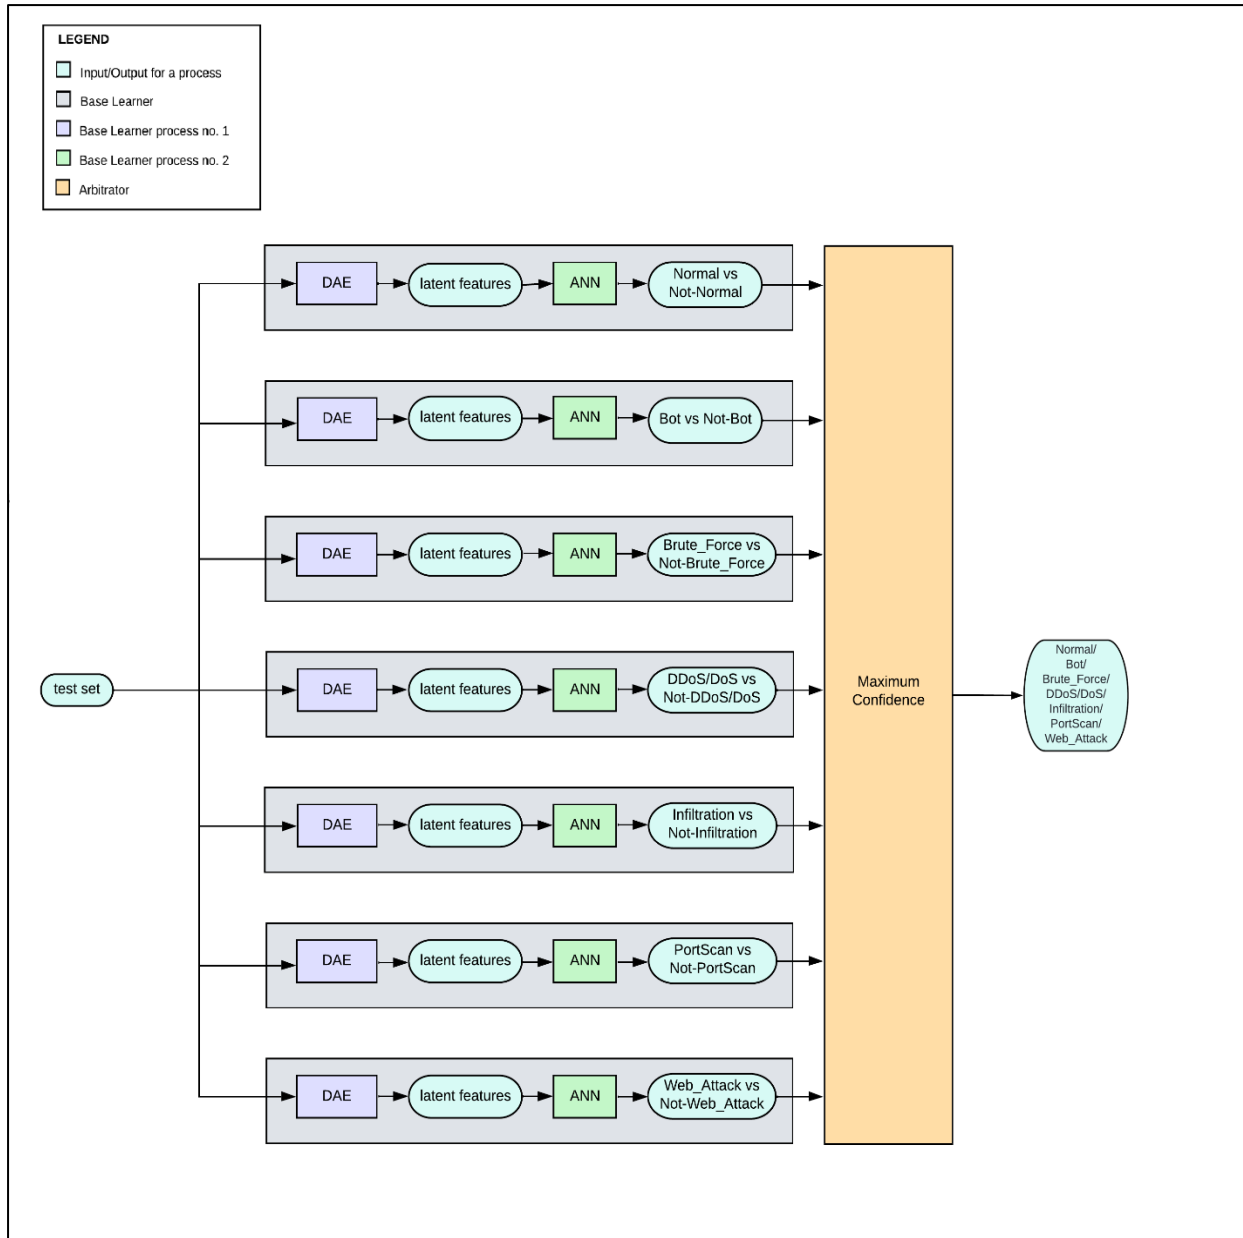 LEGEND
Input/Output for a process
Base Learner
Base Learner process no. 1
Base Learner process no. 2
Arbitrator
DAE
latent features
ANN
Normal vs
Not-Normal
DAE
latent features
ANN
Bot vs Not-Bot
DAE
latent features
ANN
Brute_Force vs
Not-Brute_Force
test set
DAE
latent features
ANN
DDoS/DoS vs
Not-DDoS/DoS
DAE
latent features
ANN
Infiltration vs
Not-Infiltration
DAE
latent features
ANN
PortScan vs
Not-PortScan
DAE
latent features
ANN
Web_Attack vs
Not-Web_Attack
Maximum
Confidence
Normal/
Bot/
Brute_Force/
DDoS/DoS/
Infiltration/
PortScan/
Web_Attack